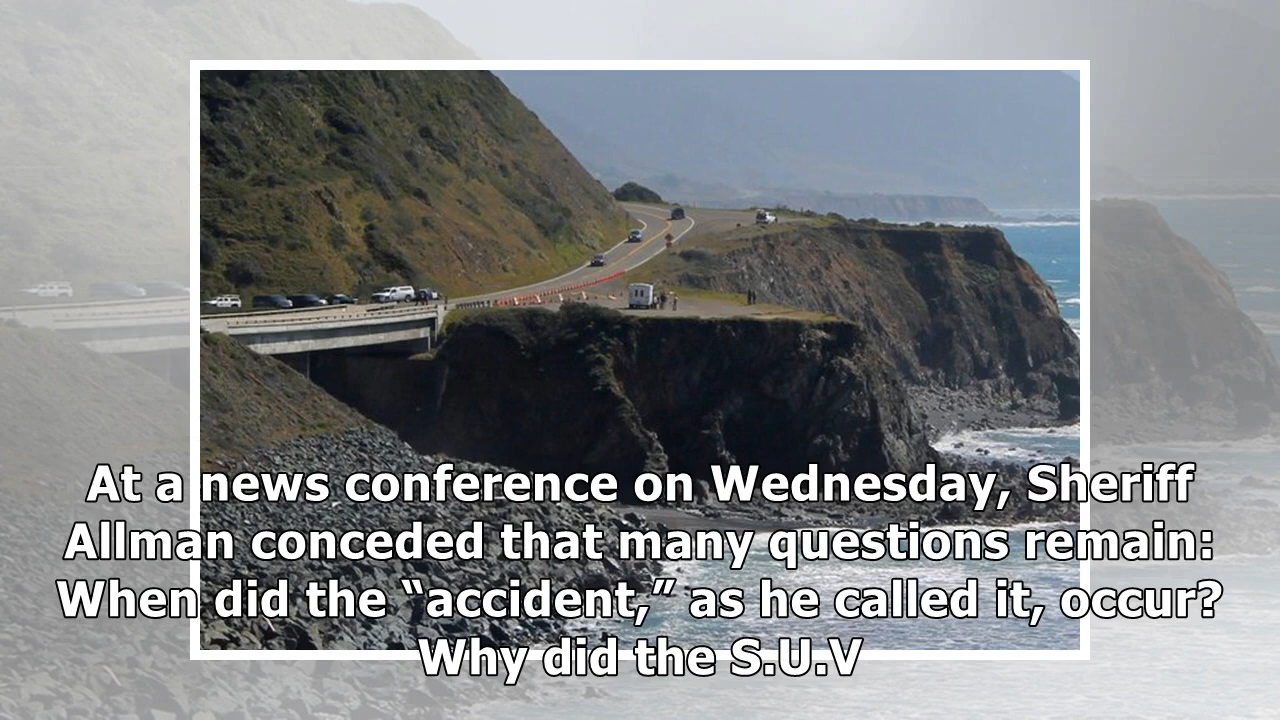 At a news conference on Wednesday, Sheriff
Allman conceded that many questions remain:
When did the “accident,” as he called it, occur?
Why did the S.U.V